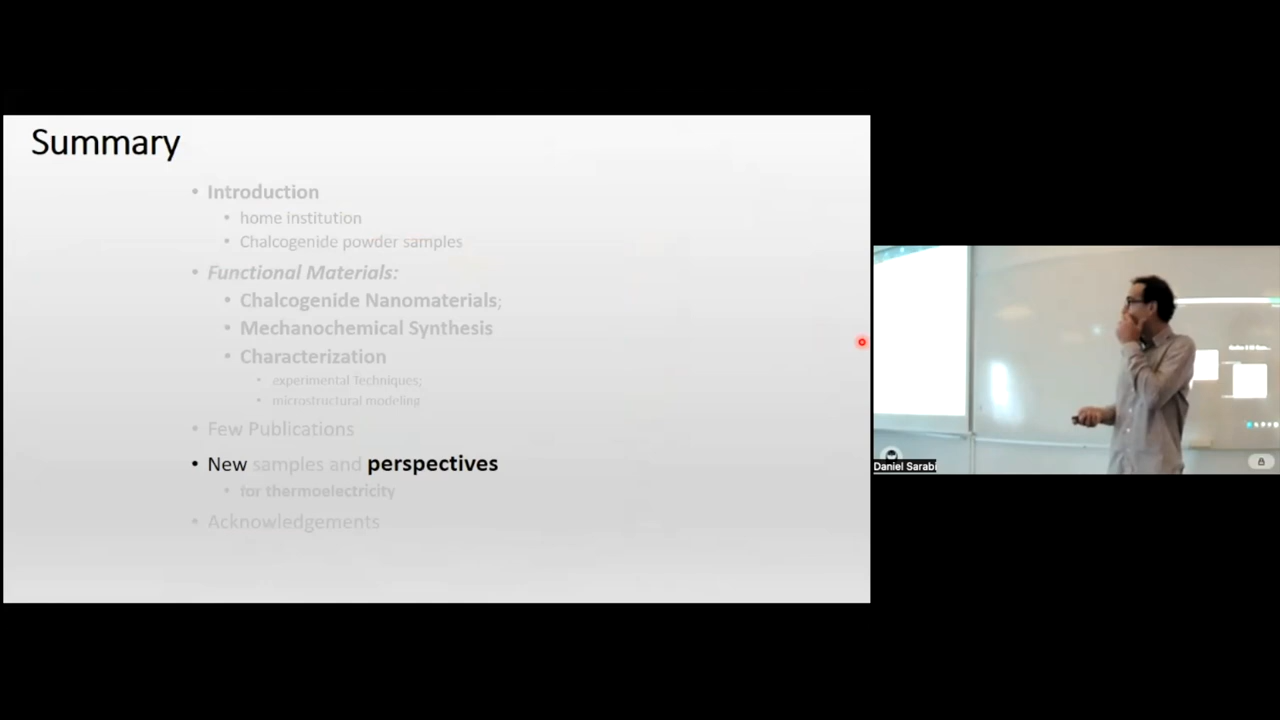 Summary
• Introduction
• home institution
• Chalcogenide powder samples
• Functional Materials:
• Chalcogenide Nanomaterials;
• Mechanochemical Synthesis
• Characterization
• experimental Techniques;
• microstructural modeling
• Few Publications
• New samples and perspectives
• for thermoelectricity
• Acknowledgements
Daniel Sarabi